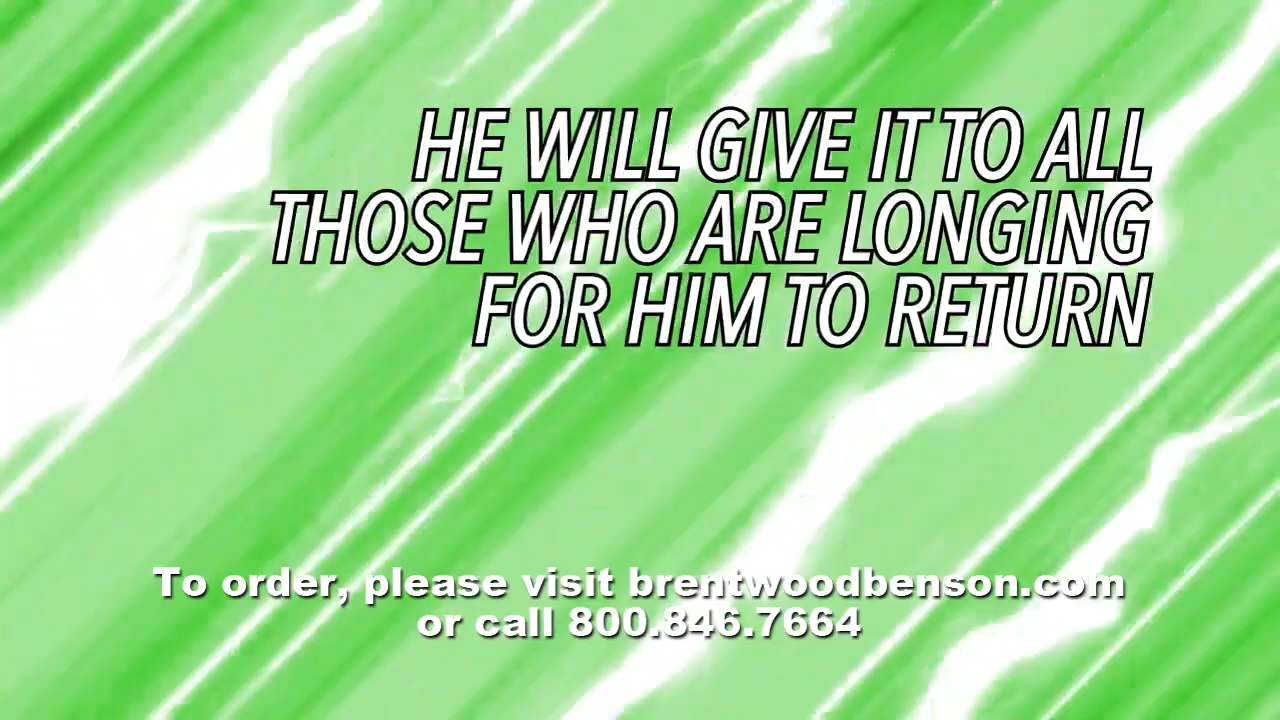 HE WILL GIVE IT TO ALL
THOSE WHO ARE LONGING
FOR HIM TO RETURN
To order, please visit brentwoodbenson.com
or call 800.846.7664